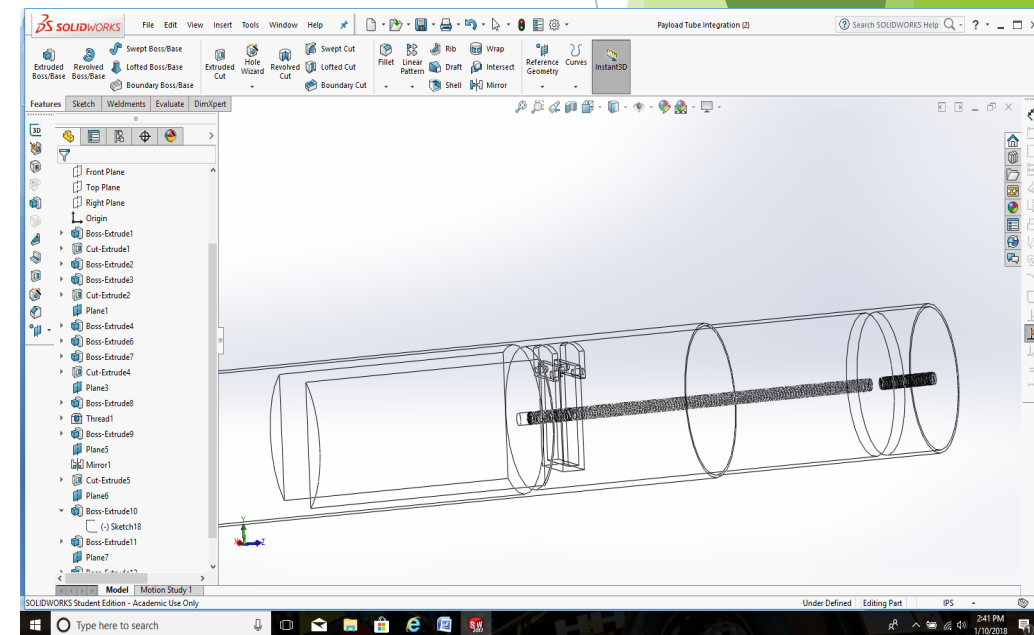 SOLIDWORKS File Edit View Insert Tools Window Help Payload Tube Integration (2) Search SOLIDWORKS Help ?
Extruded Boss/Base
Revolved Boss/Base
Swept Boss/Base
Lofted Boss/Base
Boundary Boss/Base
Extruded Cut
Hole Wizard
Revolved Cut
Swept Cut
Lofted Cut
Boundary Cut
Fillet
Linear Pattern
Rib
Draft
Shell
Wrap
Intersect
Mirror
Reference Geometry
Curves
Instant3D
Features Sketch Weldments Evaluate DimXpert
3D
Front Plane
Top Plane
Right Plane
Origin
Boss-Extrude1
Cut-Extrude1
Boss-Extrude2
Boss-Extrude3
Cut-Extrude2
Plane1
Boss-Extrude4
Boss-Extrude6
Boss-Extrude7
Cut-Extrude4
Plane3
Boss-Extrude8
Thread1
Boss-Extrude9
Plane5
Mirror1
Cut-Extrude5
Plane6
Boss-Extrude10
(-) Sketch18
Boss-Extrude11
Plane7
Boss-Extrude12
Y
X Z
Model Motion Study 1
SOLIDWORKS Student Edition - Academic Use Only Under Defined Editing Part IPS
Type here to search
2:41 PM
1/10/2018